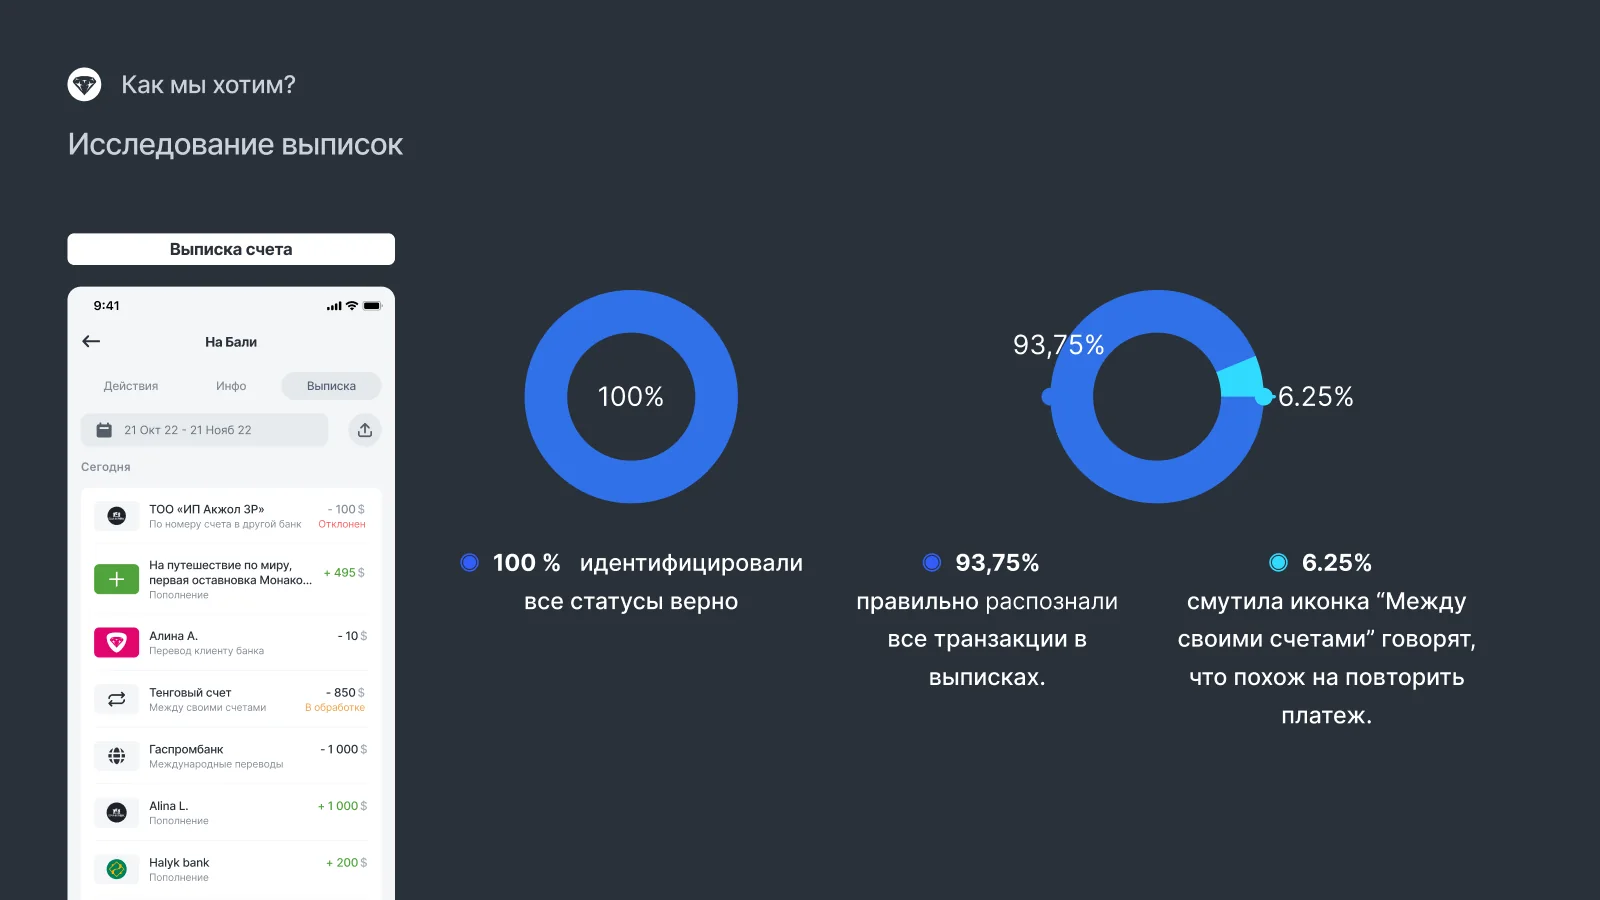 Как мы хотим?
Исследование выписок
Выписка счета
9:41
На Бали
Действия
Инфо
Выписка
21 Окт 22 - 21 Нояб 22
Сегодня
ТОО «ИП Акжол ЗР»
- 100 $
По номеру счета в другой банк
Отклонен
На путешествие по миру,
первая оставновка Монако...
+ 495 $
Пополнение
Алина А.
- 10 $
Перевод клиенту банка
Тенговый счет
- 850 $
Между своими счетами
В обработке
Гаспромбанк
- 1 000 $
Международные переводы
Alina L.
+ 1 000 $
Пополнение
Halyk bank
+ 200 $
Пополнение
100%
100 % идентифицировали
все статусы верно
93,75%
6.25%
93,75%
правильно распознали
все транзакции в
выписках.
6.25%
смутила иконка “Между
своими счетами” говорят,
что похож на повторить
платеж.